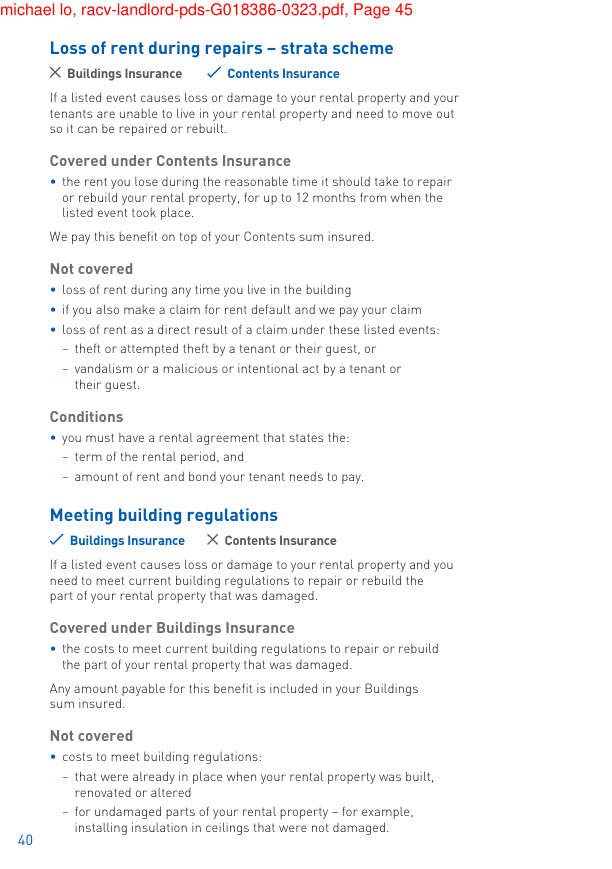 michael lo, racv-landlord-pds-G018386-0323.pdf, Page 45
Loss of rent during repairs – strata scheme
✕ Buildings Insurance ✓ Contents Insurance
If a listed event causes loss or damage to your rental property and your
tenants are unable to live in your rental property and need to move out
so it can be repaired or rebuilt.
Covered under Contents Insurance
• the rent you lose during the reasonable time it should take to repair
or rebuild your rental property, for up to 12 months from when the
listed event took place.
We pay this benefit on top of your Contents sum insured.
Not covered
• loss of rent during any time you live in the building
• if you also make a claim for rent default and we pay your claim
• loss of rent as a direct result of a claim under these listed events:
– theft or attempted theft by a tenant or their guest, or
– vandalism or a malicious or intentional act by a tenant or
their guest.
Conditions
• you must have a rental agreement that states the:
– term of the rental period, and
– amount of rent and bond your tenant needs to pay.
Meeting building regulations
✓ Buildings Insurance ✕ Contents Insurance
If a listed event causes loss or damage to your rental property and you
need to meet current building regulations to repair or rebuild the
part of your rental property that was damaged.
Covered under Buildings Insurance
• the costs to meet current building regulations to repair or rebuild
the part of your rental property that was damaged.
Any amount payable for this benefit is included in your Buildings
sum insured.
Not covered
• costs to meet building regulations:
– that were already in place when your rental property was built,
renovated or altered
– for undamaged parts of your rental property – for example,
installing insulation in ceilings that were not damaged.
40